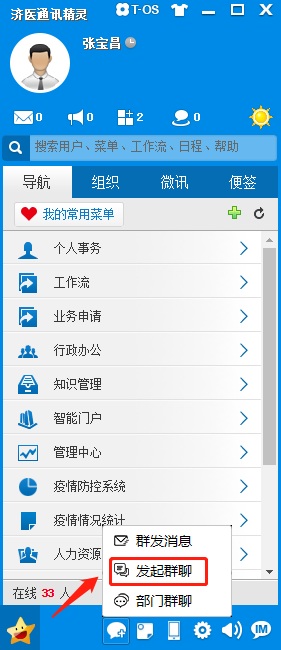 济医通讯精灵
T-OS
张宝昌
0 0 2 0
搜索用户、菜单、工作流、日程、帮助
导航 组织 微讯 便签
我的常用菜单
个人事务
工作流
业务申请
行政办公
知识管理
智能门户
管理中心
疫情防控系统
疫情情况统计
人力资源
群发消息
发起群聊
部门群聊
在线 33 人
IM